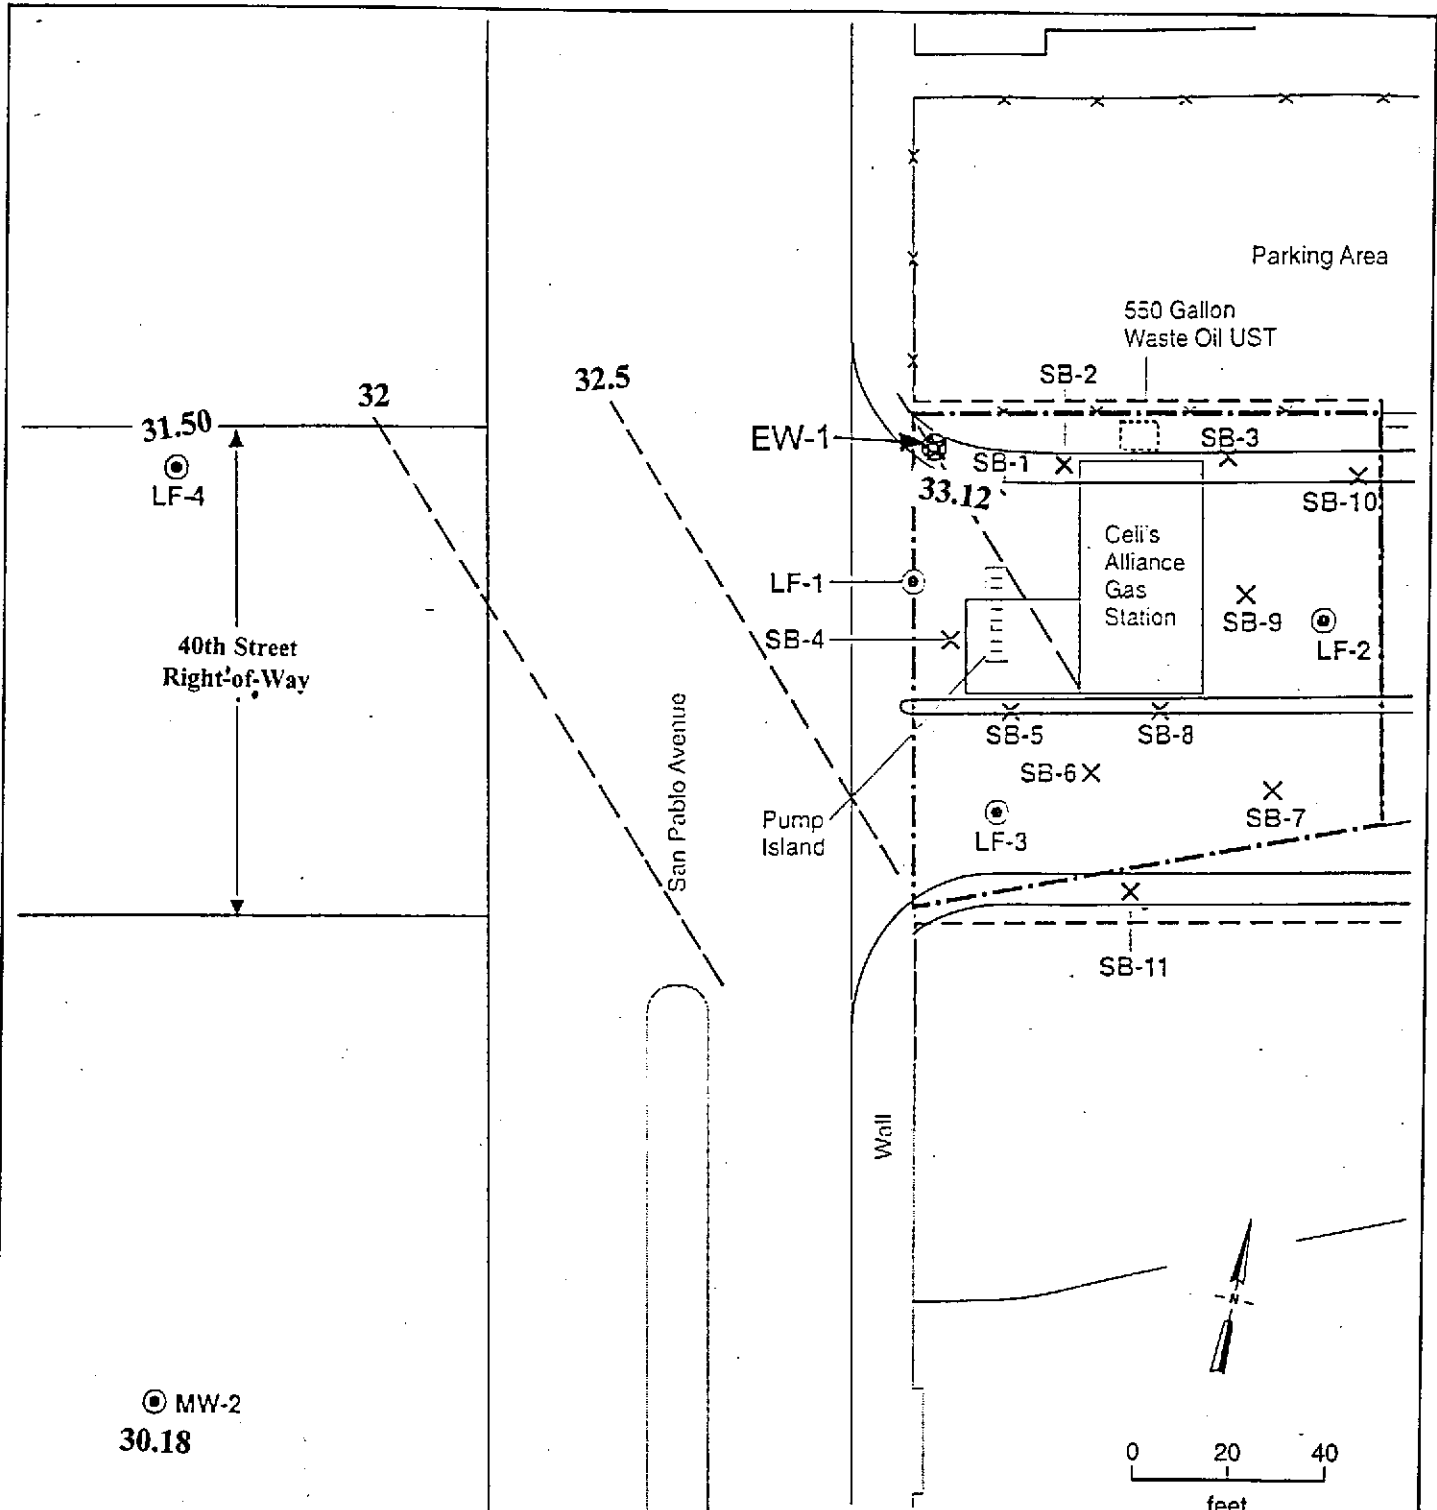 Parking Area
550 Gallon
Waste Oil UST
SB-2
32.5
32
31.50
EW-1
SB-1
SB-3
LF-4
33.12
SB-10
Celi's
Alliance
Gas
Station
LF-1
SB-9
SB-4
LF-2
40th Street
Right-of-Way
San Pablo Avenue
SB-5
SB-8
SB-6
Pump
Island
LF-3
SB-7
SB-11
Wall
N
MW-2
30.18
0 20 40
feet